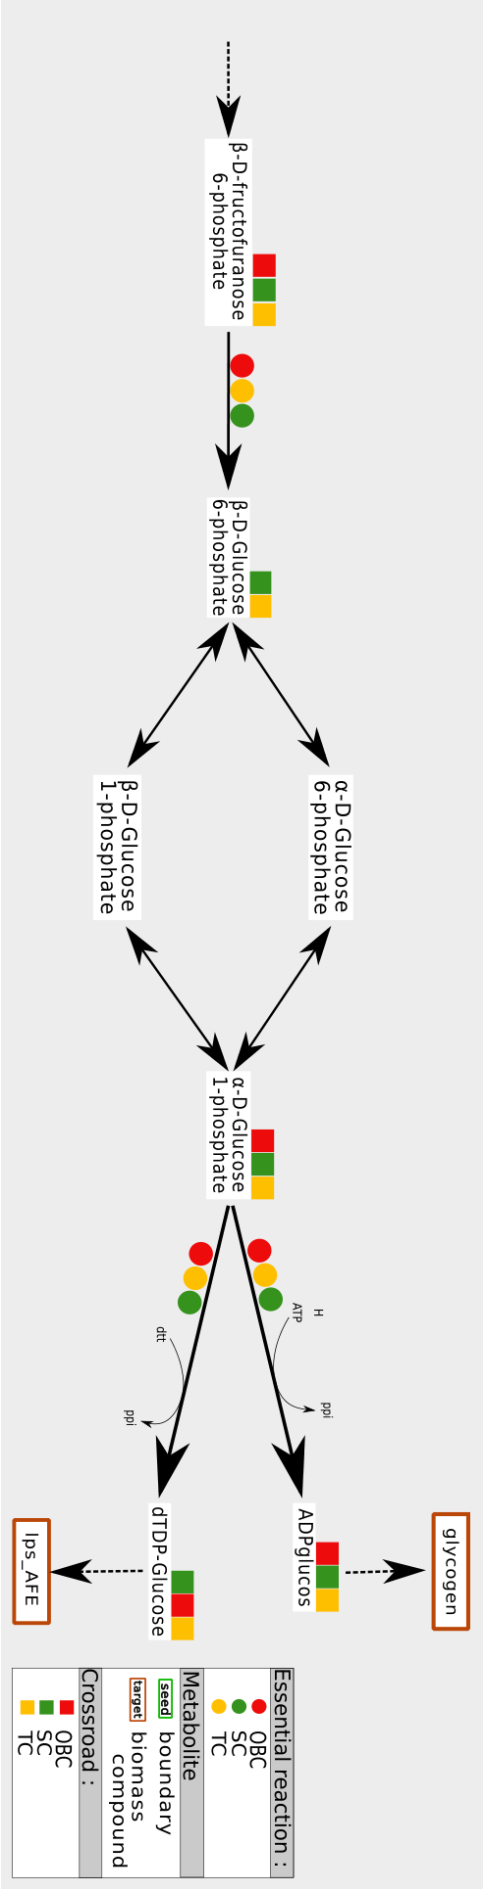 β-D-fructofuranose
6-phosphate
β-D-Glucose
6-phosphate
α-D-Glucose
6-phosphate
β-D-Glucose
1-phosphate
α-D-Glucose
1-phosphate
H
ATP
ppi
dtt
ppi
ADPglucos
dTDP-Glucose
glycogen
lps_AFE
Essential reaction :
OBC
SC
TC
Metabolite
seed boundary
target biomass
compound
Crossroad :
OBC
SC
TC